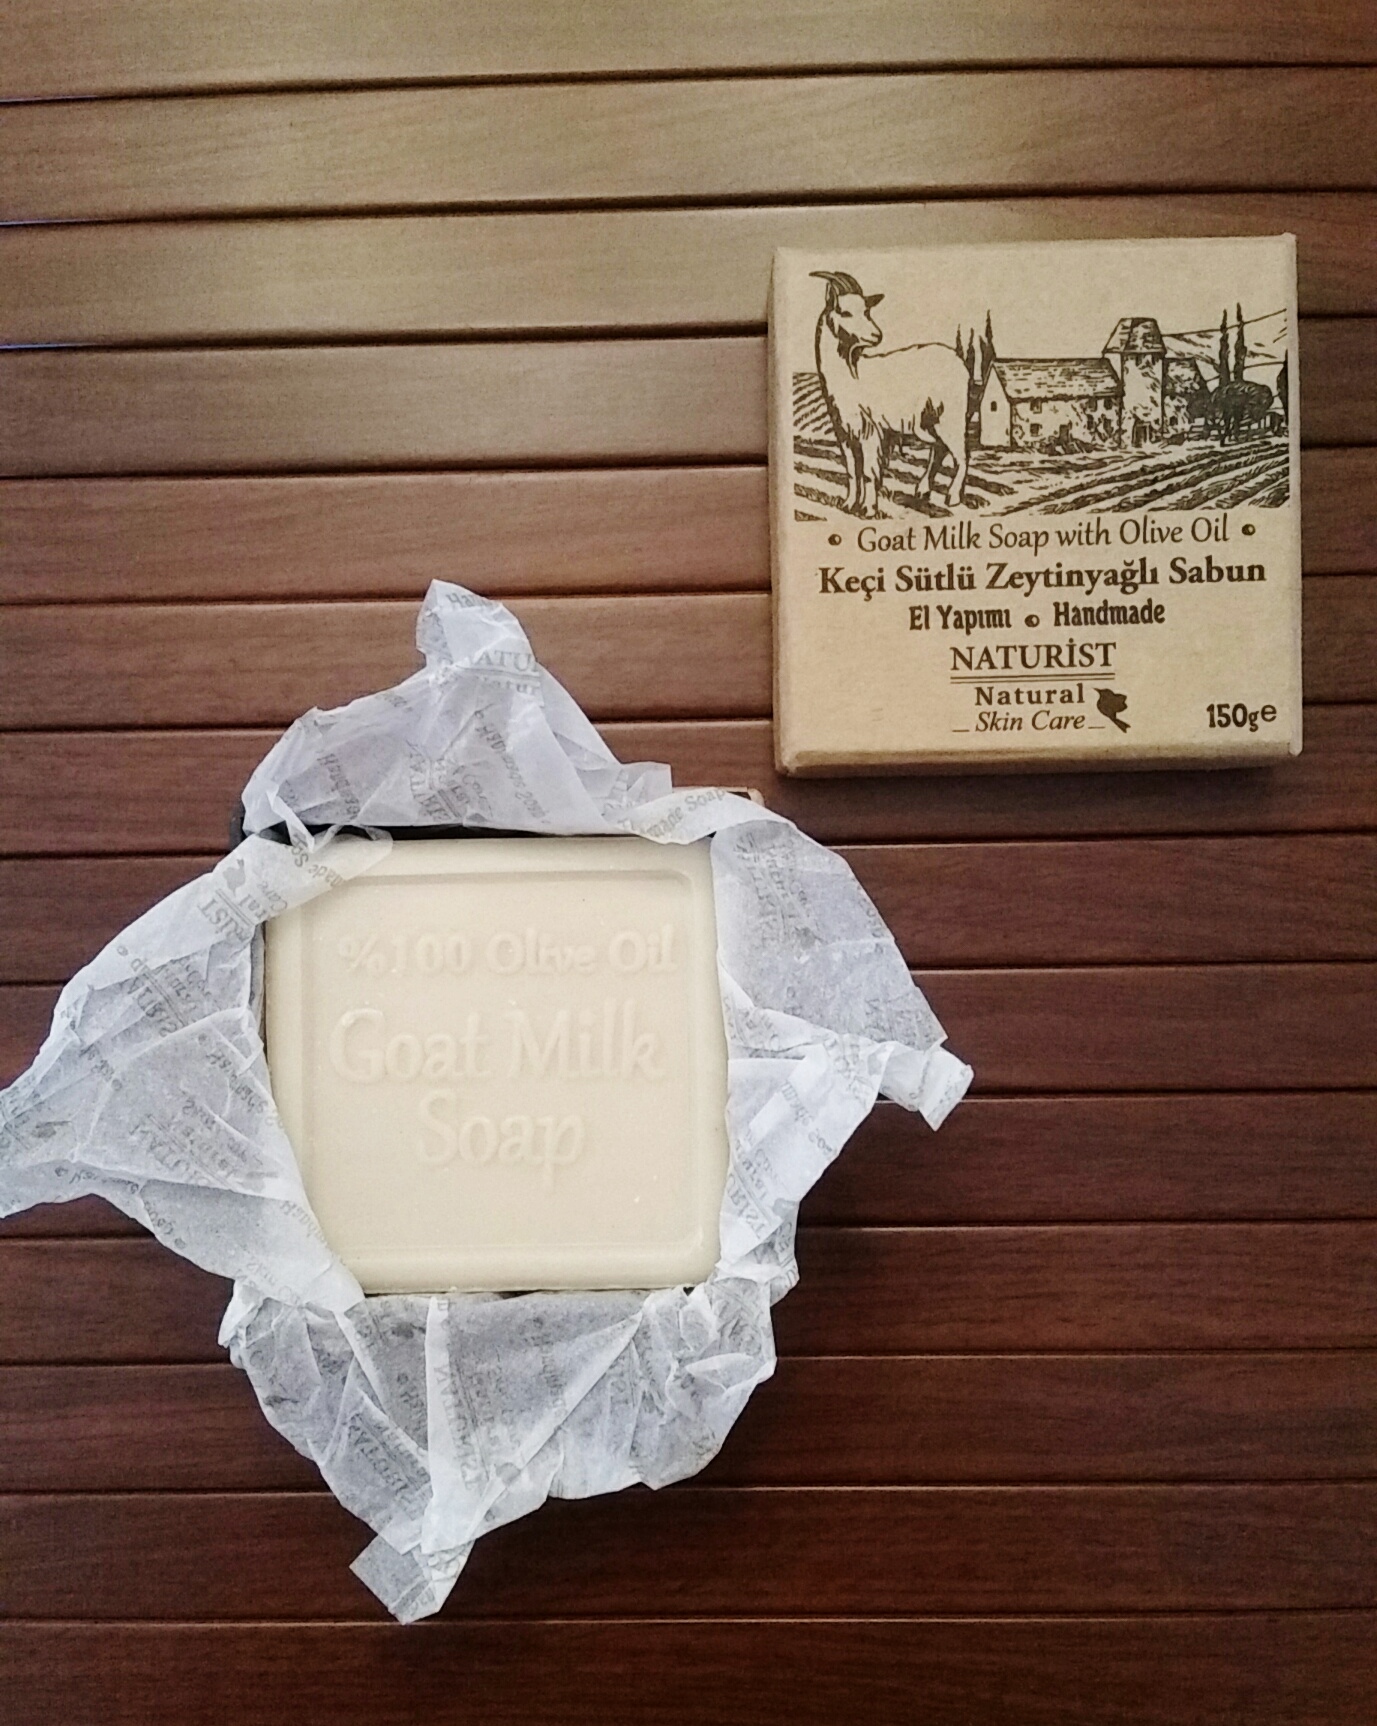 • Goat Milk Soap with Olive Oil •
Keçi Sütlü Zeytinyağlı Sabun
El Yapımı • Handmade
NATURİST
Natural
Skin Care
150g e
%100 Olive Oil
Goat Milk
Soap